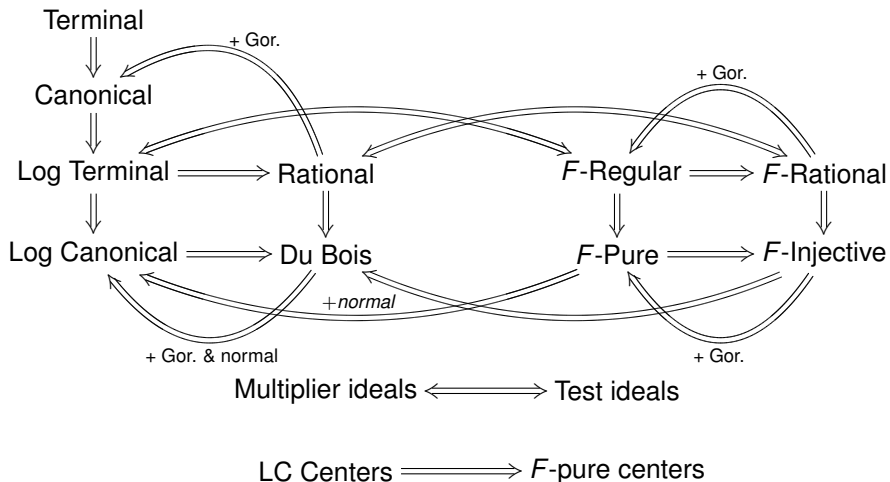 Terminal
+ Gor.
Canonical
+ Gor.
Log Terminal Rational F-Regular F-Rational
Log Canonical Du Bois F-Pure F-Injective
+normal
+ Gor. & normal
+ Gor.
Multiplier ideals Test ideals
LC Centers F-pure centers